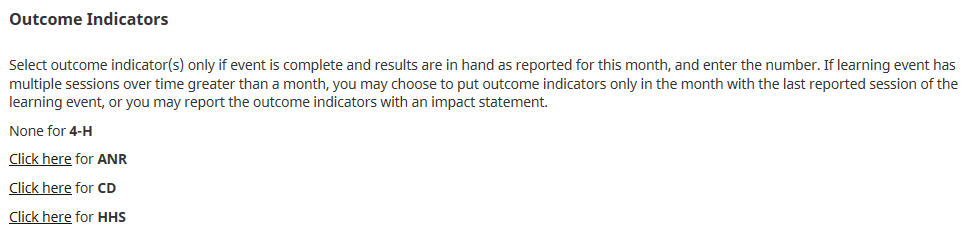 Outcome Indicators
Select outcome indicator(s) only if event is complete and results are in hand as reported for this month, and enter the number. If learning event has
multiple sessions over time greater than a month, you may choose to put outcome indicators only in the month with the last reported session of the
learning event, or you may report the outcome indicators with an impact statement.
None for 4-H
Click here for ANR
Click here for CD
Click here for HHS